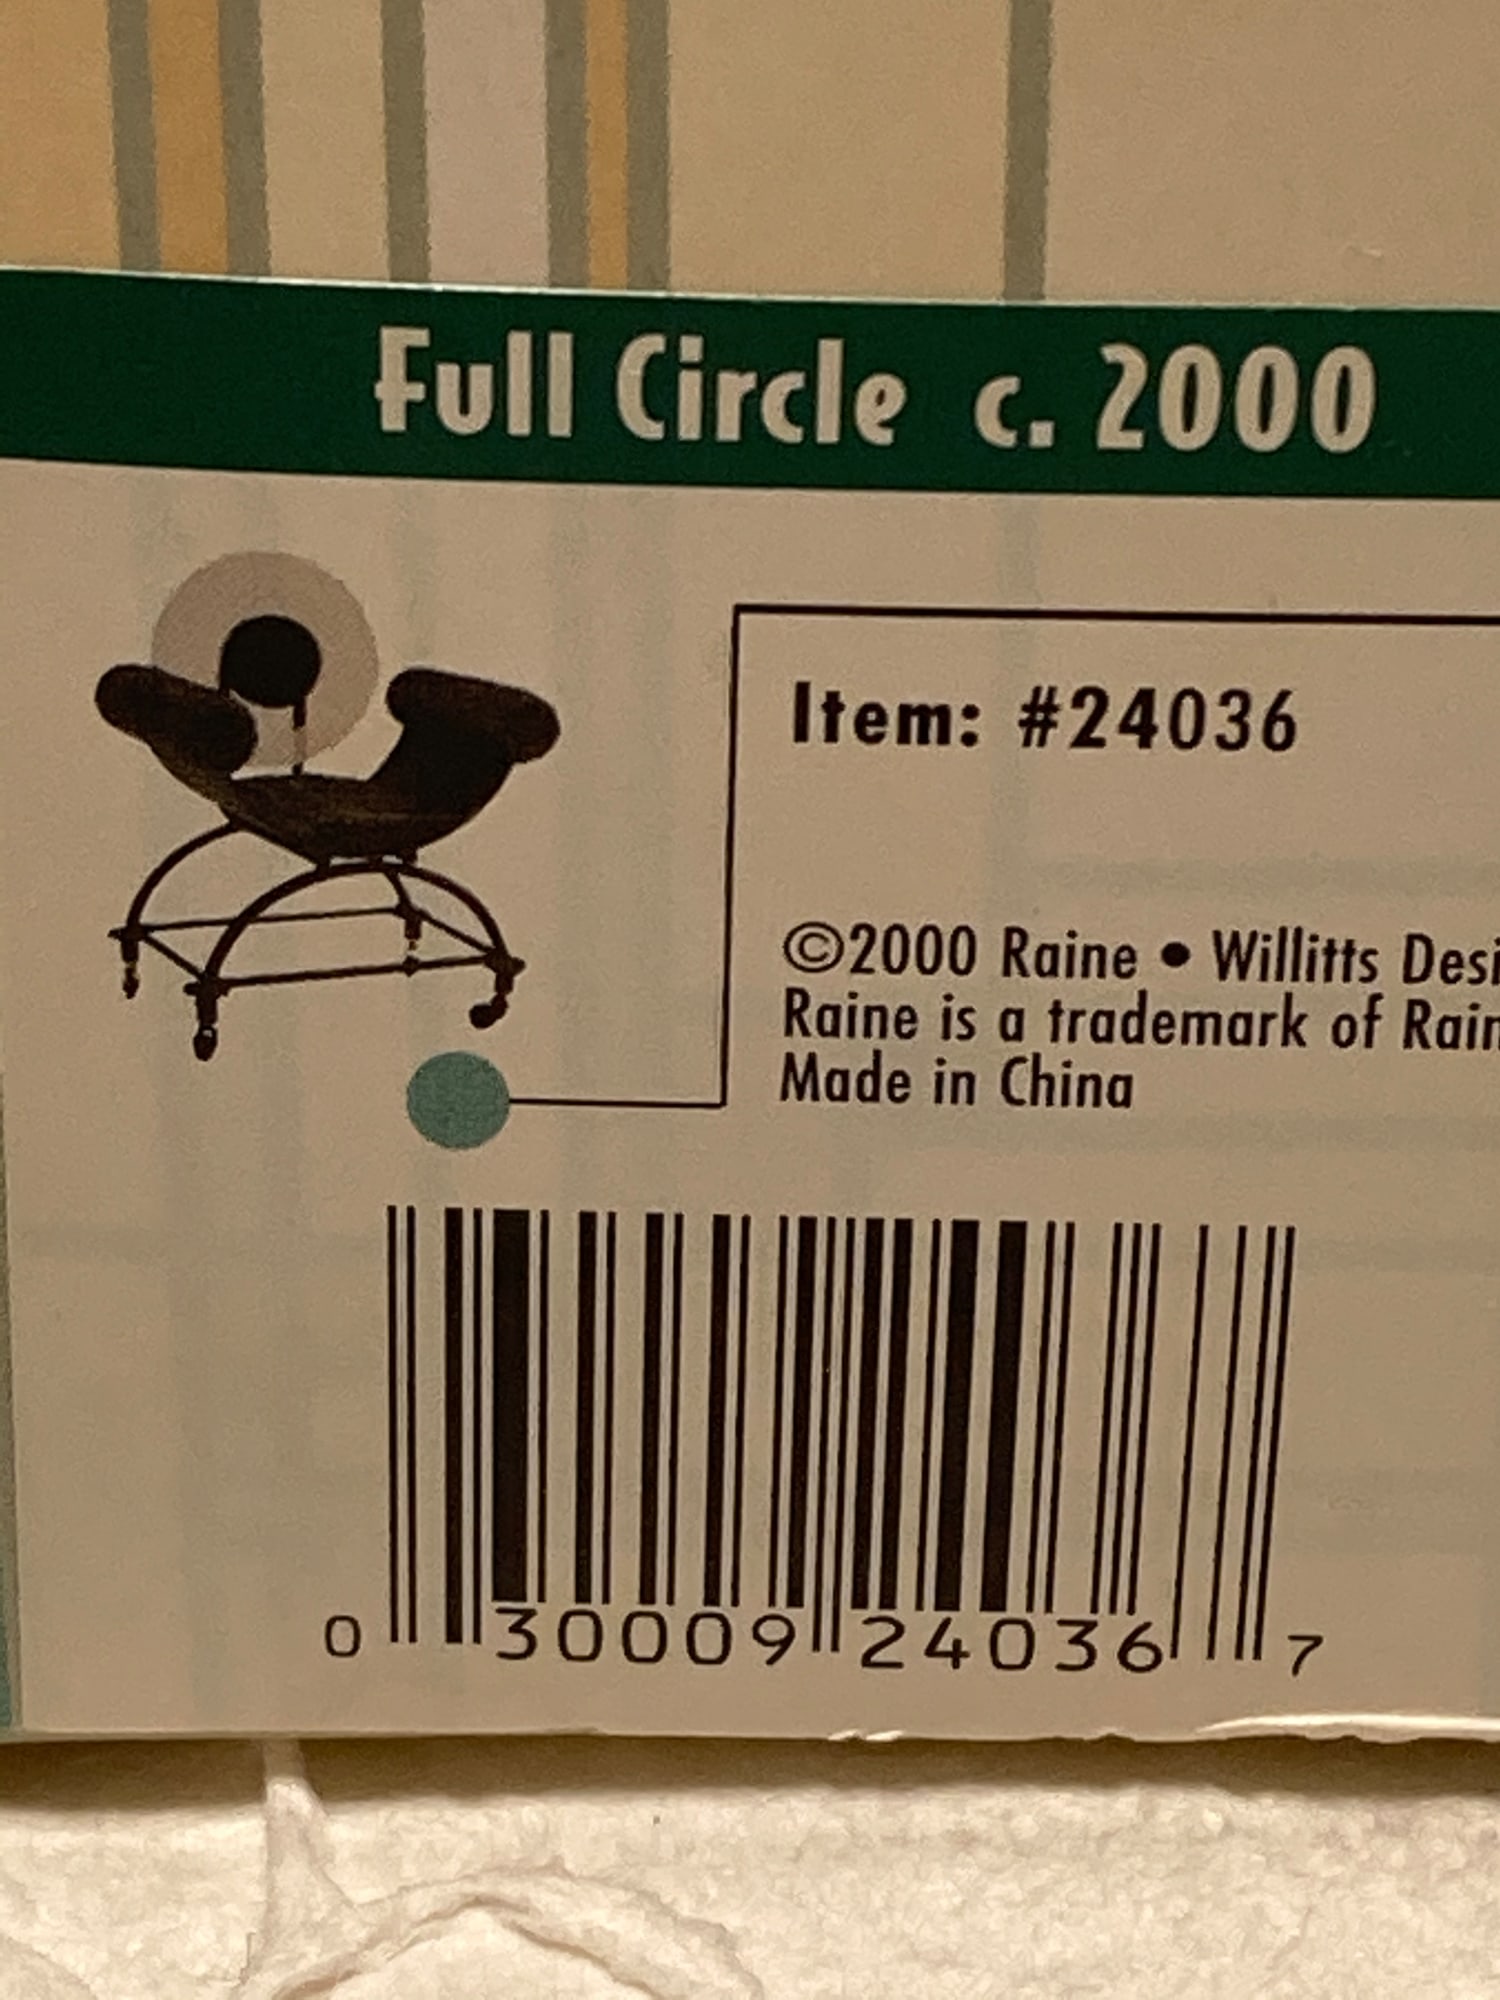 Full Circle c. 2000
Item: #24036
©2000 Raine • Willitts
Raine is a trademark of
Made in China
0 30009 24036 7